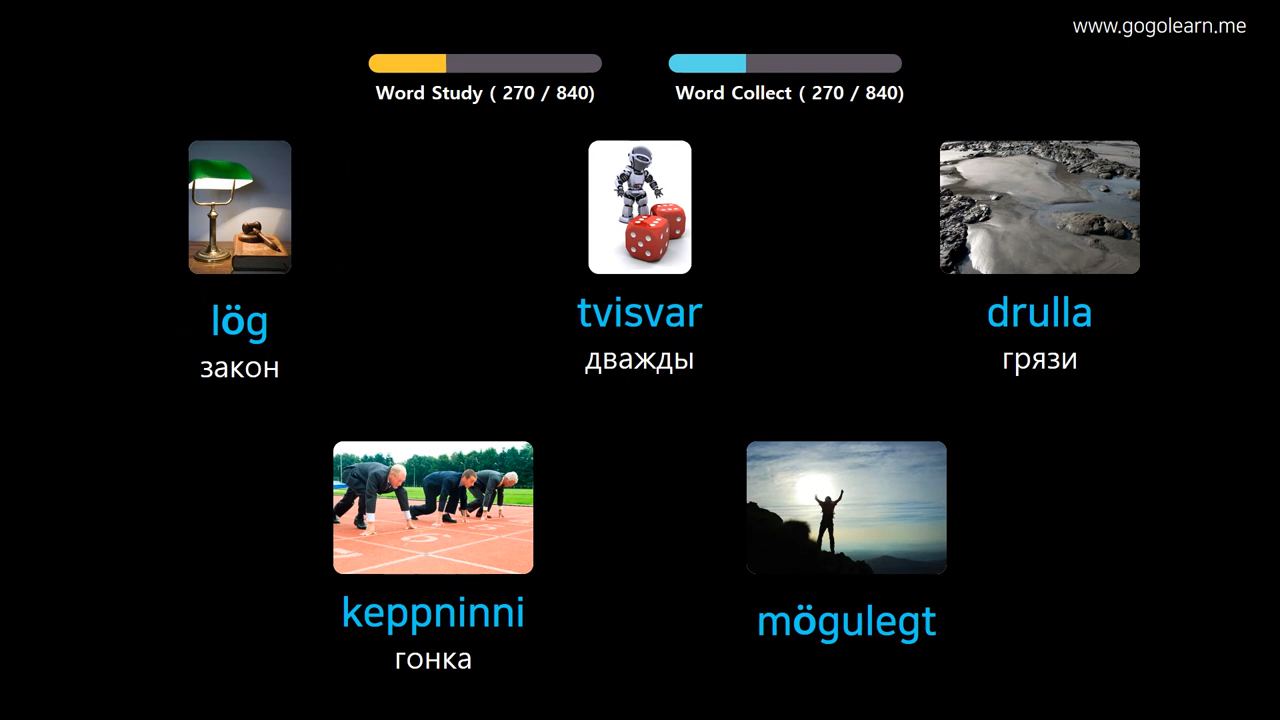 www.gogolearn.me
Word Study ( 270 / 840)
Word Collect ( 270 / 840)
lög
закон
tvisvar
дважды
drulla
грязи
keppninni
гонка
mögulegt